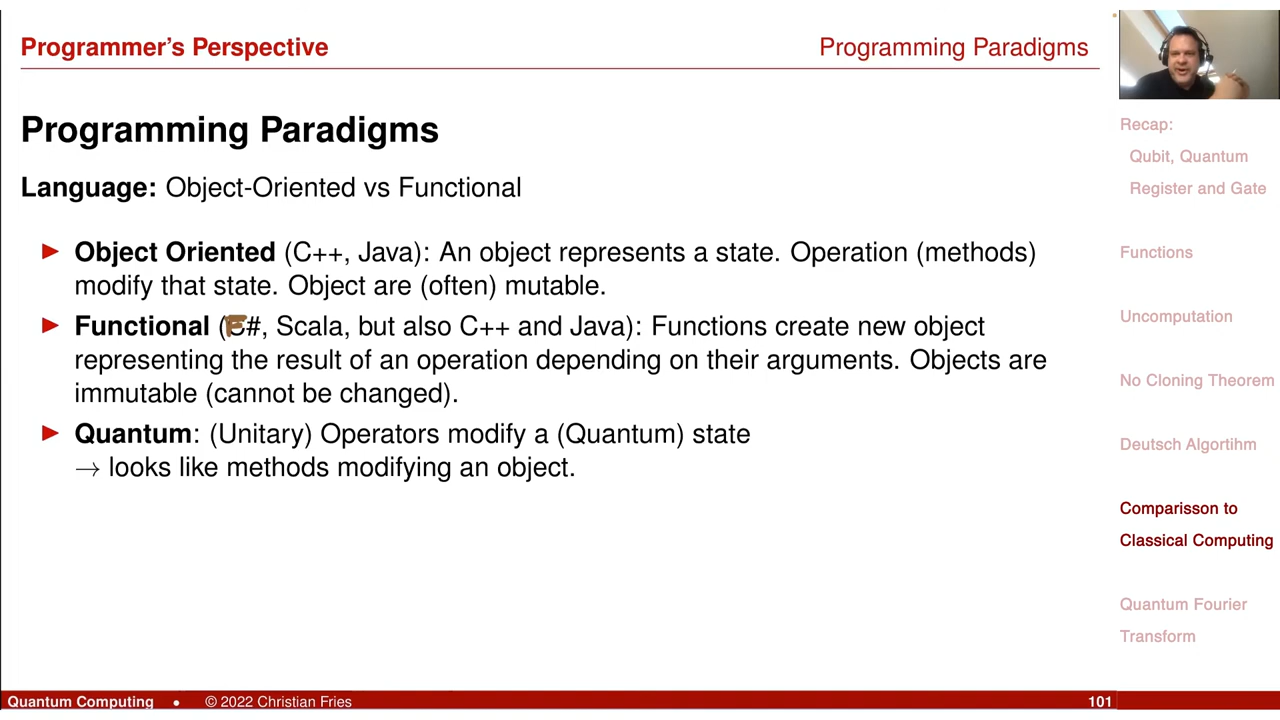 Programmer's Perspective
Programming Paradigms
Programming Paradigms
Language: Object-Oriented vs Functional
► Object Oriented (C++, Java): An object represents a state. Operation (methods)
modify that state. Object are (often) mutable.
► Functional (F#, Scala, but also C++ and Java): Functions create new object
representing the result of an operation depending on their arguments. Objects are
immutable (cannot be changed).
► Quantum: (Unitary) Operators modify a (Quantum) state
→ looks like methods modifying an object.
Recap:
Qubit, Quantum
Register and Gate
Functions
Uncomputation
No Cloning Theorem
Deutsch Algortihm
Comparisson to
Classical Computing
Quantum Fourier
Transform
Quantum Computing • © 2022 Christian Fries
101